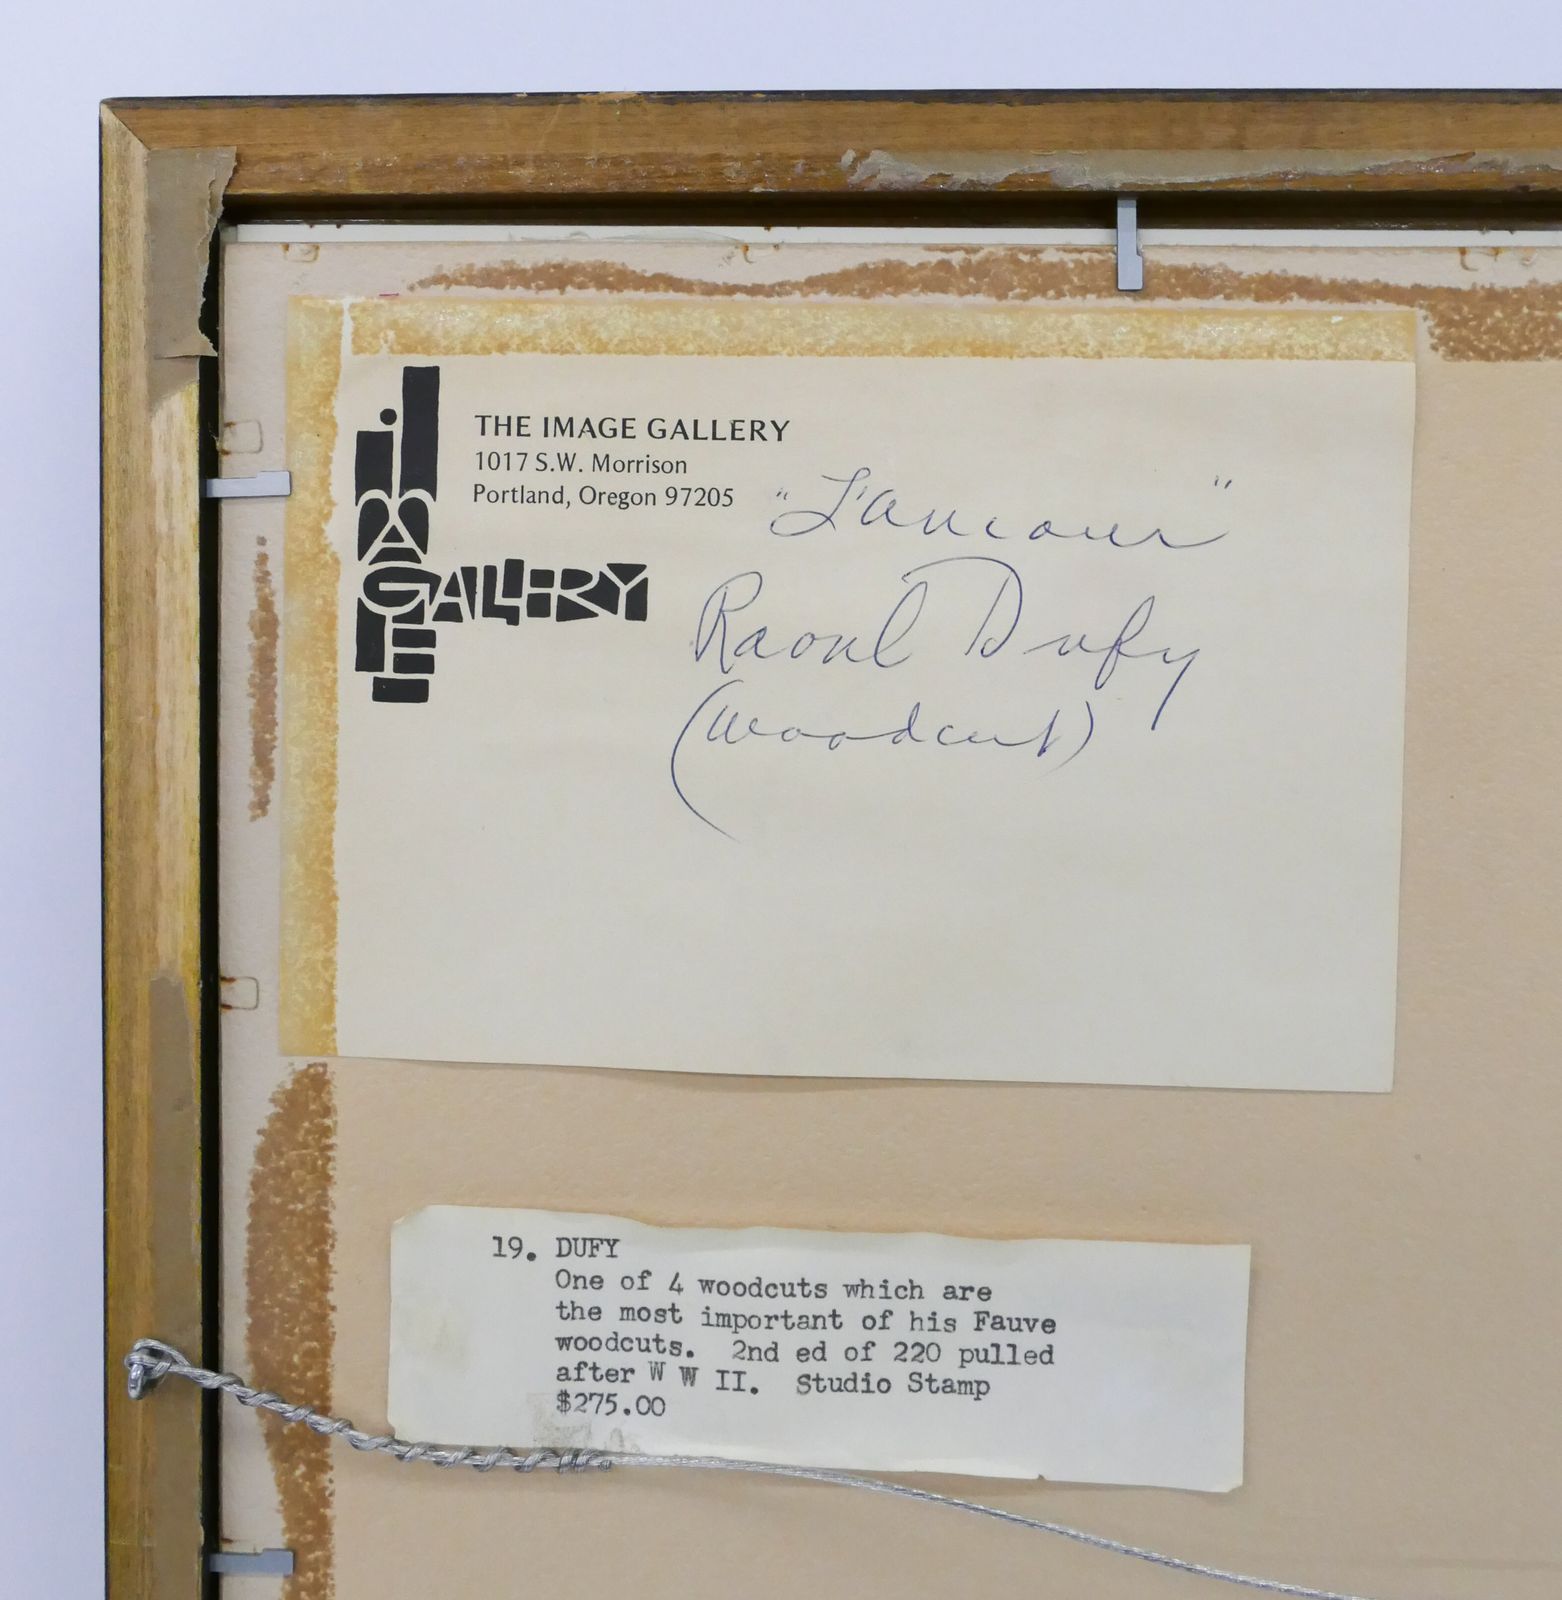 iMAGE GALLERY
THE IMAGE GALLERY
1017 S.W. Morrison
Portland, Oregon 97205
"L'amour"
Raoul Dufy
(woodcut)
19. DUFY
One of 4 woodcuts which are
the most important of his Fauve
woodcuts. 2nd ed of 220 pulled
after W W II. Studio Stamp
$275.00